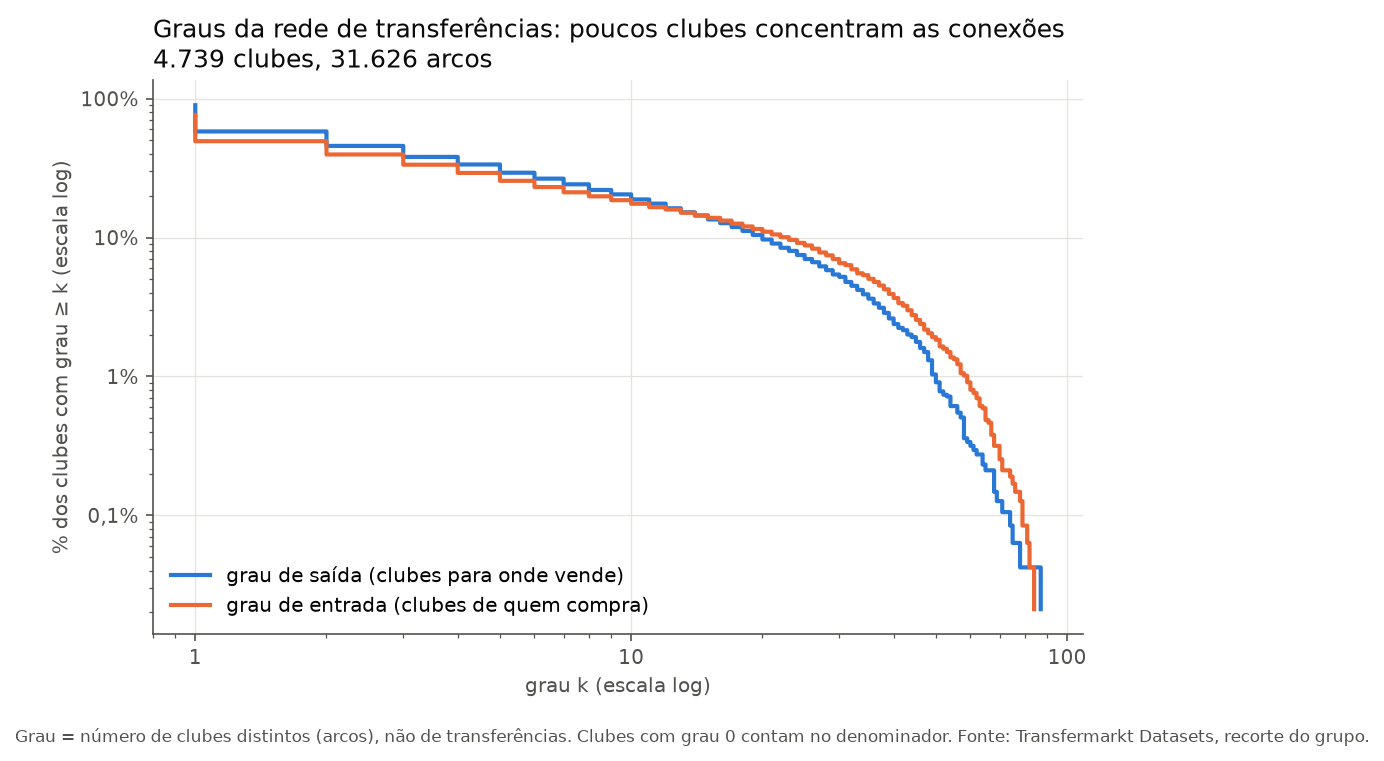 Graus da rede de transferências: poucos clubes concentram as conexões
4.739 clubes, 31.626 arcos
% dos clubes com grau ≥ k (escala log)
100%
10%
1%
0,1%
grau de saída (clubes para onde vende)
grau de entrada (clubes de quem compra)
1
10
100
grau k (escala log)
Grau = número de clubes distintos (arcos), não de transferências. Clubes com grau 0 contam no denominador. Fonte: Transfermarkt Datasets, recorte do grupo.